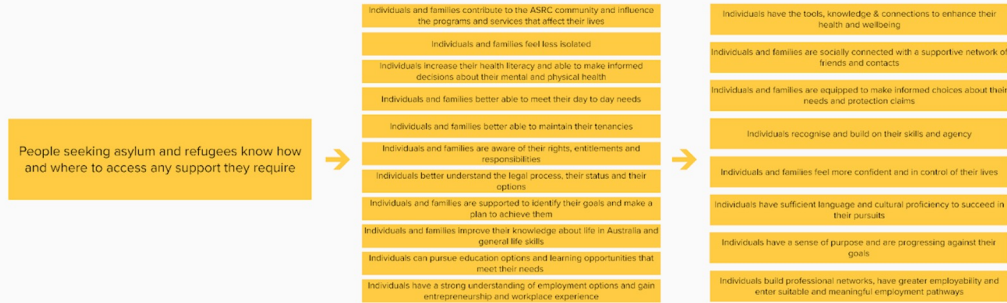 People seeking asylum and refugees know how
and where to access any support they require
Individuals and families contribute to the ASRC community and influence
the programs and services that affect their lives
Individuals and families feel less isolated
Individuals increase their health literacy and able to make informed
decisions about their mental and physical health
Individuals and families better able to meet their day to day needs
Individuals and families better able to maintain their tenancies
Individuals and families are aware of their rights, entitlements and
responsibilities
Individuals better understand the legal process, their status and their
options
Individuals and families are supported to identify their goals and make a
plan to achieve them
Individuals and families improve their knowledge about life in Australia and
general life skills
Individuals can pursue education options and learning opportunities that
meet their needs
Individuals have a strong understanding of employment options and gain
entrepreneurship and workplace experience
Individuals have the tools, knowledge & connections to enhance their
health and wellbeing
Individuals and families are socially connected with a supportive network of
friends and contacts
Individuals and families are equipped to make informed choices about their
needs and protection claims
Individuals recognise and build on their skills and agency
Individuals and families feel more confident and in control of their lives
Individuals have sufficient language and cultural proficiency to succeed in
their pursuits
Individuals have a sense of purpose and are progressing against their
goals
Individuals build professional networks, have greater employability and
enter suitable and meaningful employment pathways